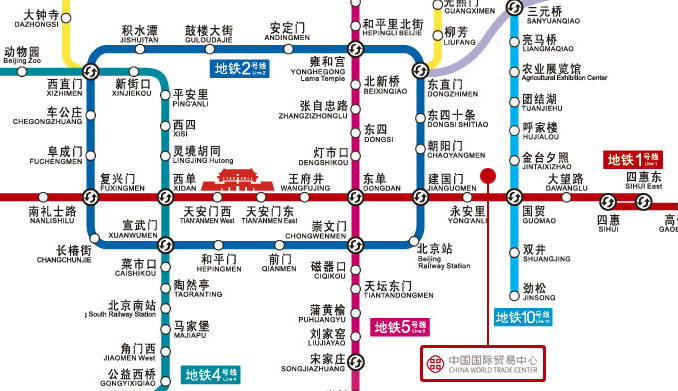 大钟寺
DAZHONGSI
动物园
Beijing Zoo
西直门
XIZHIMEN
积水潭
JISHUITAN
鼓楼大街
GULOUDAJIE
安定门
ANDINGMEN
雍和宫
YONGHEGONG
Lama Temple
和平里北街
HEPINGLI BEIJIE
光熙门
GUANGXIMEN
柳芳
LIUFANG
三元桥
SANYUANQIAO
亮马桥
LIANGMAQIAO
农业展览馆
Agricultural Exhibition Center
团结湖
TUANJIEHU
呼家楼
HUJIALOU
金台夕照
JINTAIXIZHAO
地铁2号线
Line 2
新街口
XINJIEKOU
平安里
PING'ANLI
西四
XISI
灵境胡同
LINGJING Hutong
车公庄
CHEGONGZHUANG
阜成门
FUCHENGMEN
复兴门
FUXINGMEN
西单
XIDAN
北新桥
BEIXINQIAO
张自忠路
ZHANGZIZHONGLU
东四
DONGSI
灯市口
DENGSHIKOU
东直门
DONGZHIMEN
东四十条
DONGSI SHITIAO
朝阳门
CHAOYANGMEN
建国门
JIANGUOMEN
王府井
WANGFUJING
东单
DONGDAN
地铁1号线
Line 1
大望路
DAWANGLU
四惠东
SIHUI East
四惠
SIHUI
南礼士路
NANLISHILU
天安门西
TIAN'ANMEN West
天安门东
TIAN'ANMEN East
永安里
YONG'ANLI
国贸
GUOMAO
宣武门
XUANWUMEN
长椿街
CHANGCHUNJIE
和平门
HEPINGMEN
前门
QIANMEN
崇文门
CHONGWENMEN
北京站
Beijing
Railway Station
双井
SHUANGJING
劲松
JINSONG
地铁10号线
Line 10
菜市口
CAISHIKOU
陶然亭
TAORANTING
北京南站
South Railway Station
马家堡
MAJIAPU
角门西
JIAOMEN West
公益西桥
GONGYIXIQIAO
地铁4号线
Line 4
磁器口
CIQIKOU
天坛东门
TIANTANDONGMEN
蒲黄榆
PUHUANGYU
刘家窑
LIUJIAYAO
宋家庄
SONGJIAZHUANG
地铁5号线
Line 5
中国国际贸易中心
CHINA WORLD TRADE CENTER